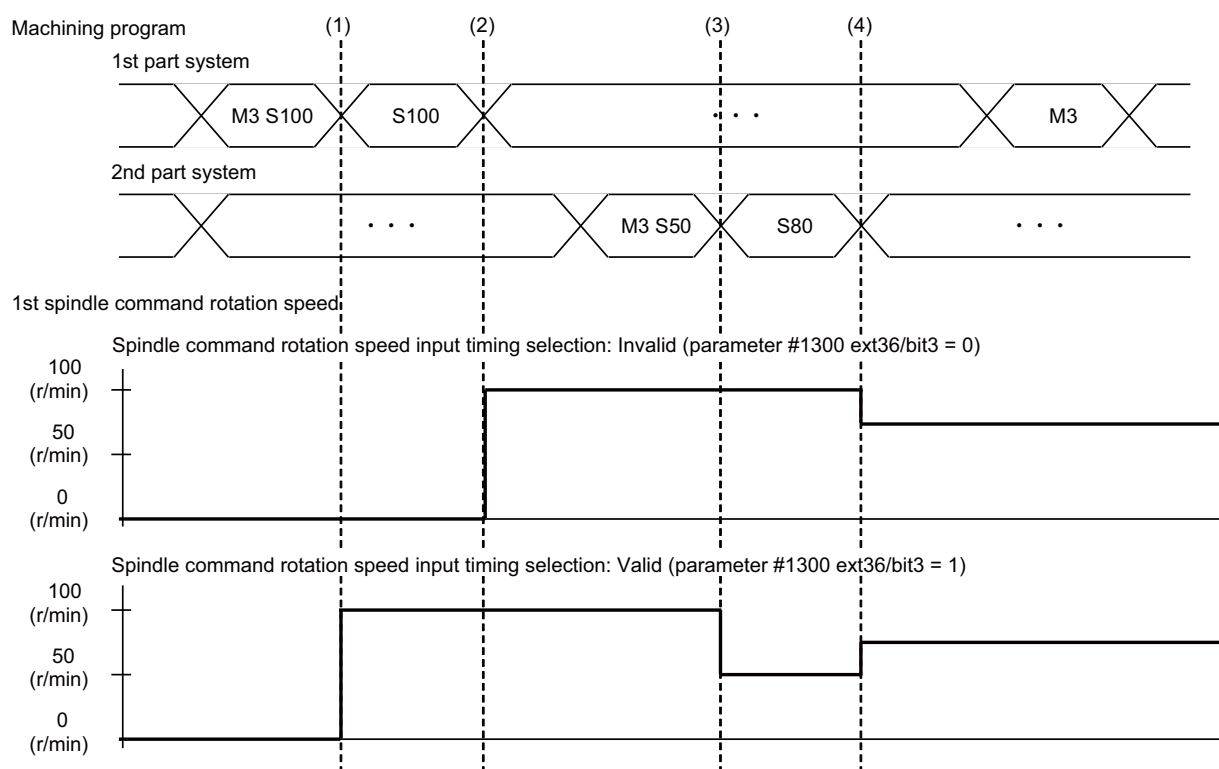 Machining program
(1) (2) (3) (4)
1st part system
M3 S100 S100 ・・・ M3
2nd part system
・・・ M3 S50 S80 ・・・
1st spindle command rotation speed
Spindle command rotation speed input timing selection: Invalid (parameter #1300 ext36/bit3 = 0)
100
(r/min)
50
(r/min)
0
(r/min)
Spindle command rotation speed input timing selection: Valid (parameter #1300 ext36/bit3 = 1)
100
(r/min)
50
(r/min)
0
(r/min)